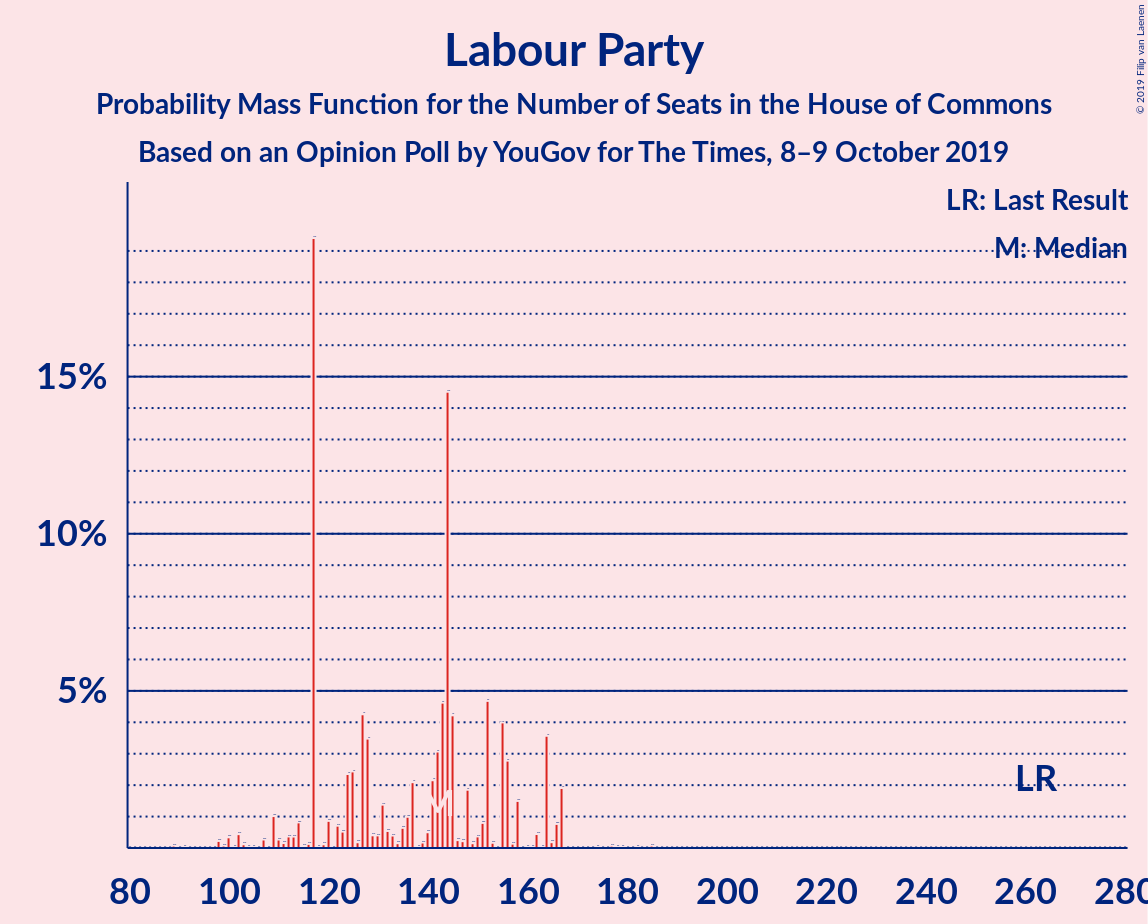 Labour Party
Probability Mass Function for the Number of Seats in the House of Commons
Based on an Opinion Poll by YouGov for The Times, 8–9 October 2019
© 2019 Filip van Laenen
LR: Last Result
M: Median
15%
10%
5%
M
LR
80 100 120 140 160 180 200 220 240 260 280